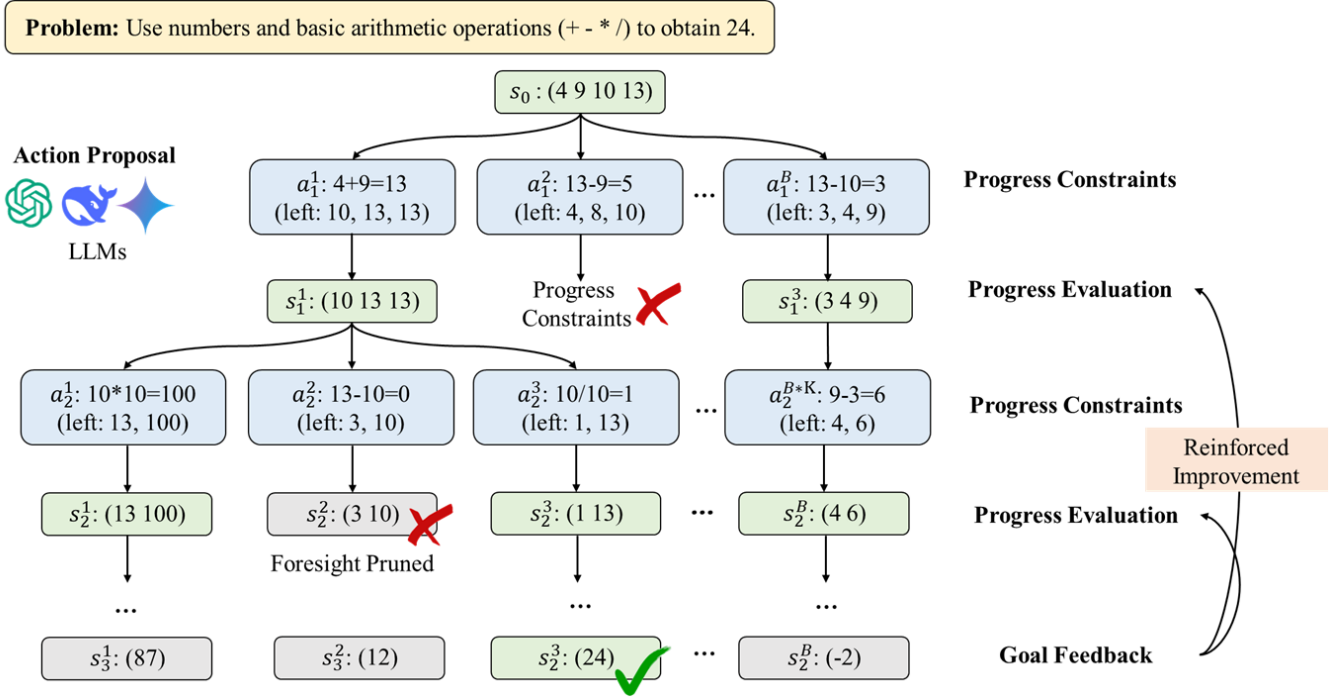 Problem: Use numbers and basic arithmetic operations (+ - * /) to obtain 24.
s₀ : (4 9 10 13)
Action Proposal
LLMs
a₁¹: 4+9=13
(left: 10, 13, 13)
a₁²: 13-9=5
(left: 4, 8, 10)
...
a₁ᴮ: 13-10=3
(left: 3, 4, 9)
Progress Constraints
s₁¹: (10 13 13)
Progress
Constraints
s₁³: (3 4 9)
Progress Evaluation
a₂¹: 10*10=100
(left: 13, 100)
a₂²: 13-10=0
(left: 3, 10)
a₂³: 10/10=1
(left: 1, 13)
...
a₂ᴮ*ᴷ: 9-3=6
(left: 4, 6)
Progress Constraints
Reinforced
Improvement
s₂¹: (13 100)
s₂²: (3 10)
Foresight Pruned
s₂³: (1 13)
...
s₂ᴮ: (4 6)
Progress Evaluation
...
...
...
s₃¹: (87)
s₃²: (12)
s₂³: (24)
...
s₂ᴮ: (-2)
Goal Feedback